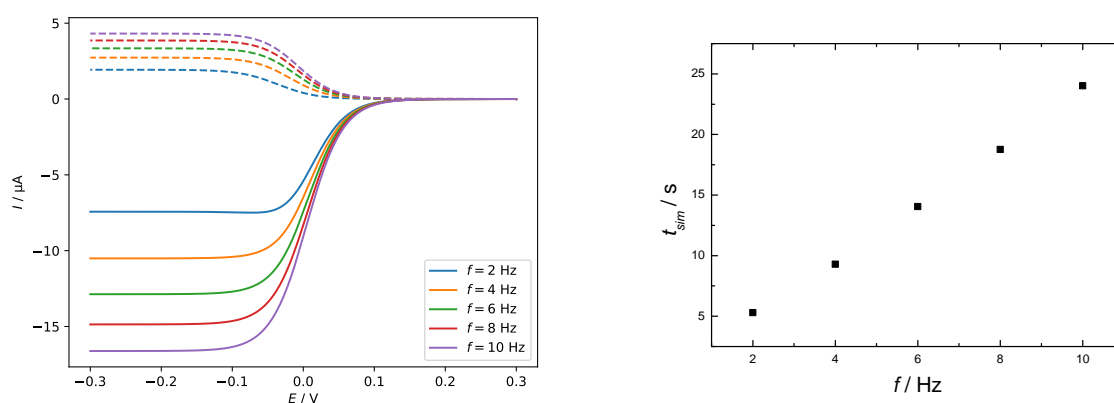 5
0
−5
−10
−15
I / µA
−0.3 −0.2 −0.1 0.0 0.1 0.2 0.3
E / V
f = 2 Hz
f = 4 Hz
f = 6 Hz
f = 8 Hz
f = 10 Hz
25
20
15
10
5
t_sim / s
2 4 6 8 10
f / Hz